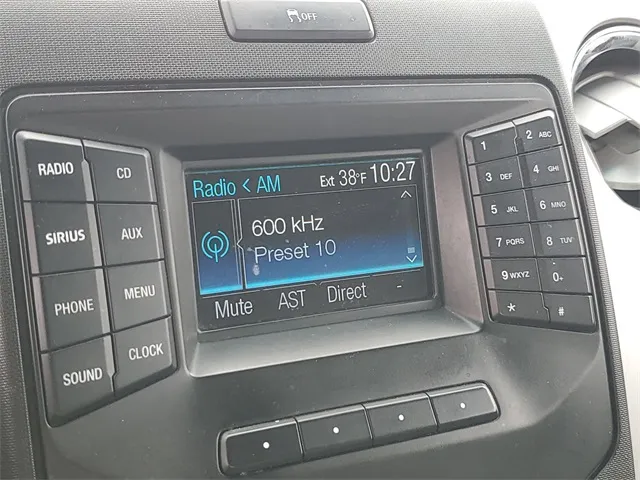 OFF
RADIO
CD
SIRIUS
AUX
PHONE
MENU
SOUND
CLOCK
Radio < AM Ext 38°F 10:27
600 kHz
Preset 10
Mute AST Direct -
1
2 ABC
3 DEF
4 GHI
5 JKL
6 MNO
7 PQRS
8 TUV
9 WXYZ
0+
*
#